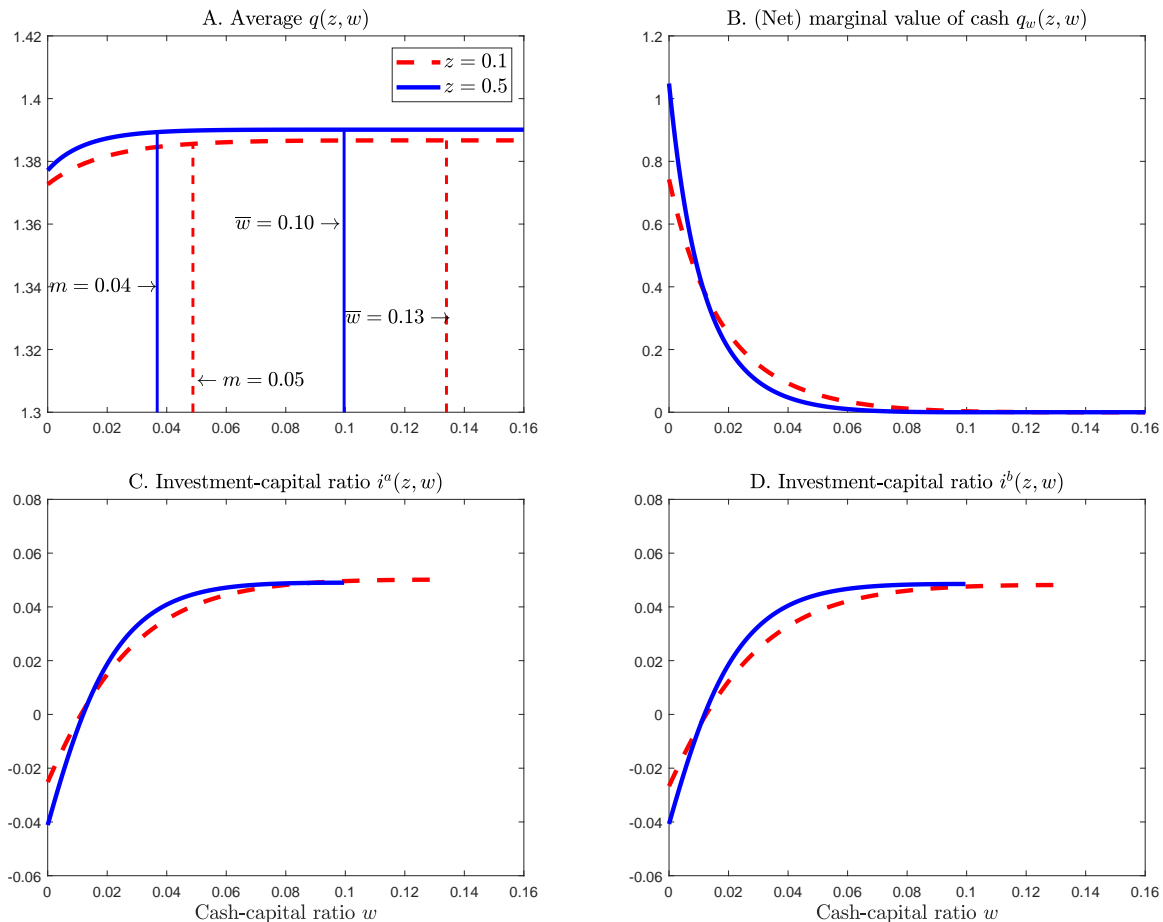 A. Average q(z, w)
1.42
1.4
1.38
1.36
1.34
1.32
1.3
z = 0.1
z = 0.5
w̅ = 0.10 →
m = 0.04 →
w̅ = 0.13 →
← m = 0.05
0 0.02 0.04 0.06 0.08 0.1 0.12 0.14 0.16
B. (Net) marginal value of cash q_w(z, w)
1.2
1
0.8
0.6
0.4
0.2
0
0 0.02 0.04 0.06 0.08 0.1 0.12 0.14 0.16
C. Investment-capital ratio i^a(z, w)
0.08
0.06
0.04
0.02
0
-0.02
-0.04
-0.06
0 0.02 0.04 0.06 0.08 0.1 0.12 0.14 0.16
Cash-capital ratio w
D. Investment-capital ratio i^b(z, w)
0.08
0.06
0.04
0.02
0
-0.02
-0.04
-0.06
0 0.02 0.04 0.06 0.08 0.1 0.12 0.14 0.16
Cash-capital ratio w